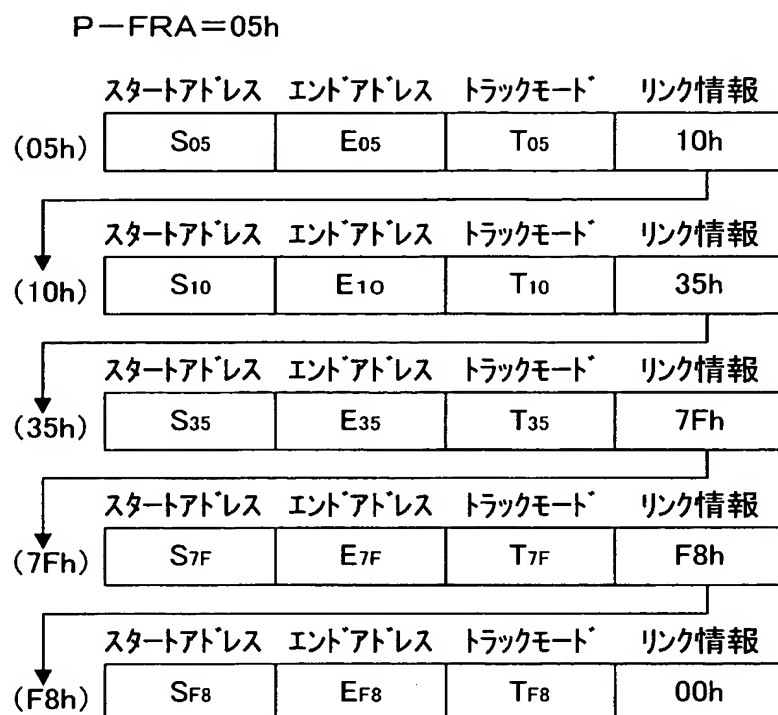 P-FRA=05h
スタートアドレス エンドアドレス トラックモード リンク情報
(05h) S05 E05 T05 10h
スタートアドレス エンドアドレス トラックモード リンク情報
(10h) S10 E10 T10 35h
スタートアドレス エンドアドレス トラックモード リンク情報
(35h) S35 E35 T35 7Fh
スタートアドレス エンドアドレス トラックモード リンク情報
(7Fh) S7F E7F T7F F8h
スタートアドレス エンドアドレス トラックモード リンク情報
(F8h) SF8 EF8 TF8 00h